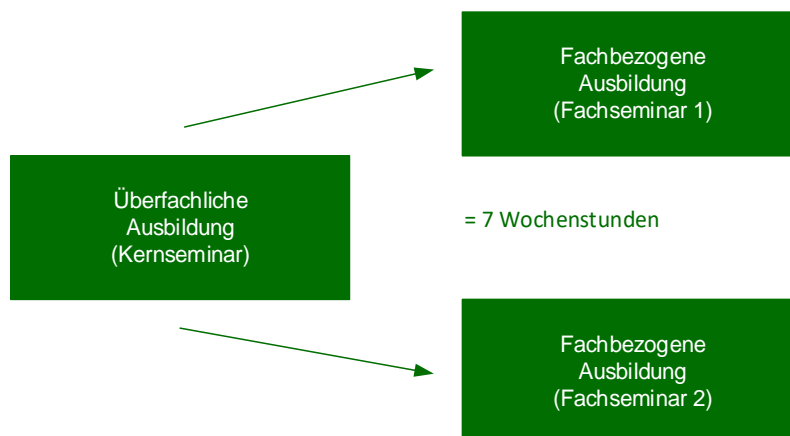 Fachbezogene
Ausbildung
(Fachseminar 1)
Überfachliche
Ausbildung
(Kernseminar)
= 7 Wochenstunden
Fachbezogene
Ausbildung
(Fachseminar 2)